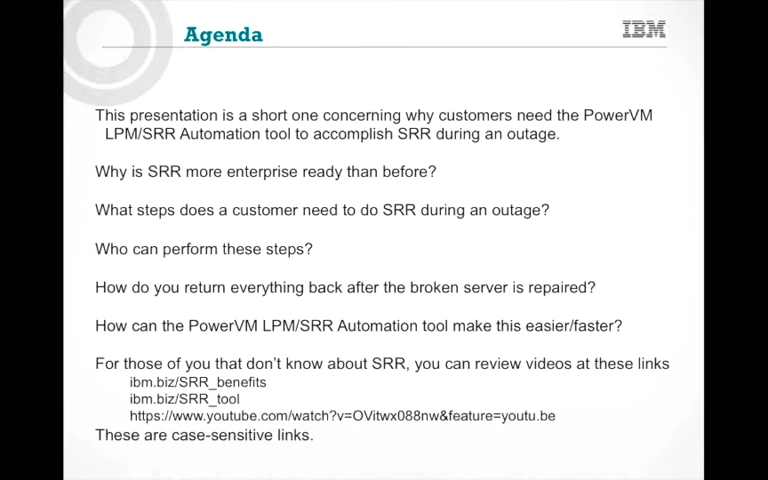 Agenda
IBM
This presentation is a short one concerning why customers need the PowerVM
LPM/SRR Automation tool to accomplish SRR during an outage.
Why is SRR more enterprise ready than before?
What steps does a customer need to do SRR during an outage?
Who can perform these steps?
How do you return everything back after the broken server is repaired?
How can the PowerVM LPM/SRR Automation tool make this easier/faster?
For those of you that don't know about SRR, you can review videos at these links
ibm.biz/SRR_benefits
ibm.biz/SRR_tool
https://www.youtube.com/watch?v=OVitwx088nw&feature=youtu.be
These are case-sensitive links.